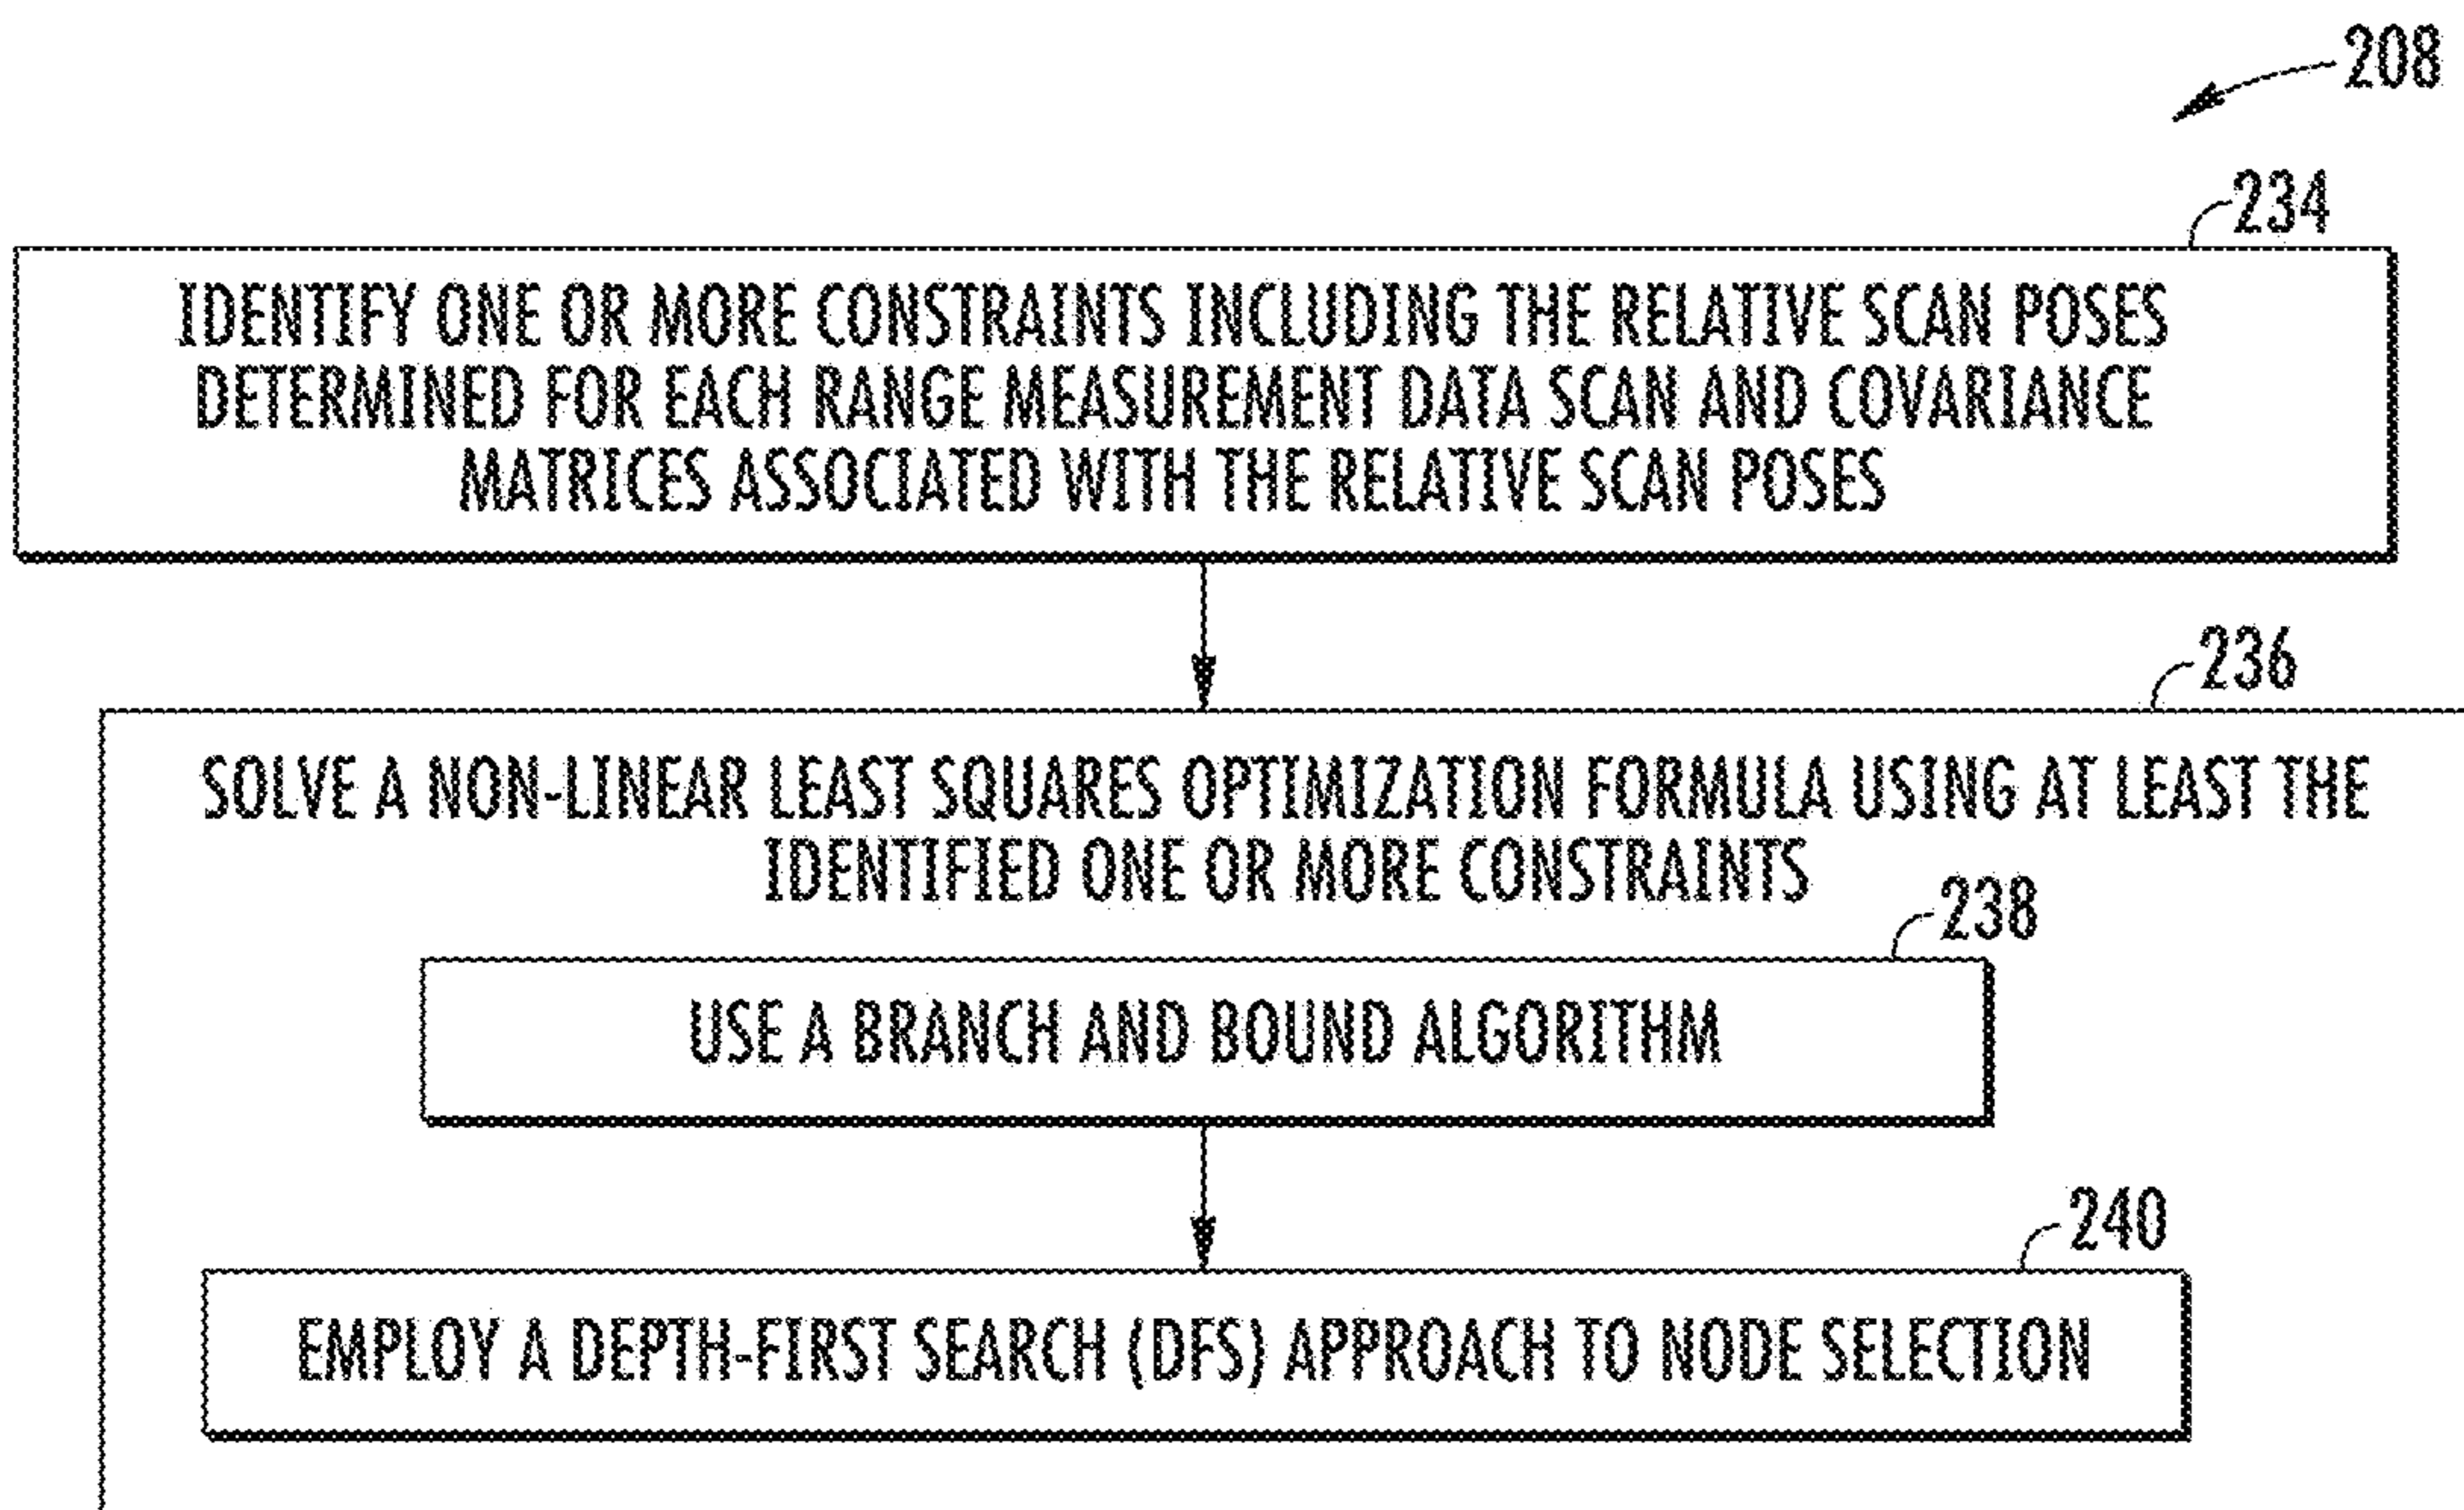 208
234
IDENTIFY ONE OR MORE CONSTRAINTS INCLUDING THE RELATIVE SCAN POSES
DETERMINED FOR EACH RANGE MEASUREMENT DATA SCAN AND COVARIANCE
MATRICES ASSOCIATED WITH THE RELATIVE SCAN POSES
236
SOLVE A NON-LINEAR LEAST SQUARES OPTIMIZATION FORMULA USING AT LEAST THE
IDENTIFIED ONE OR MORE CONSTRAINTS
238
USE A BRANCH AND BOUND ALGORITHM
240
EMPLOY A DEPTH-FIRST SEARCH (DFS) APPROACH TO NODE SELECTION